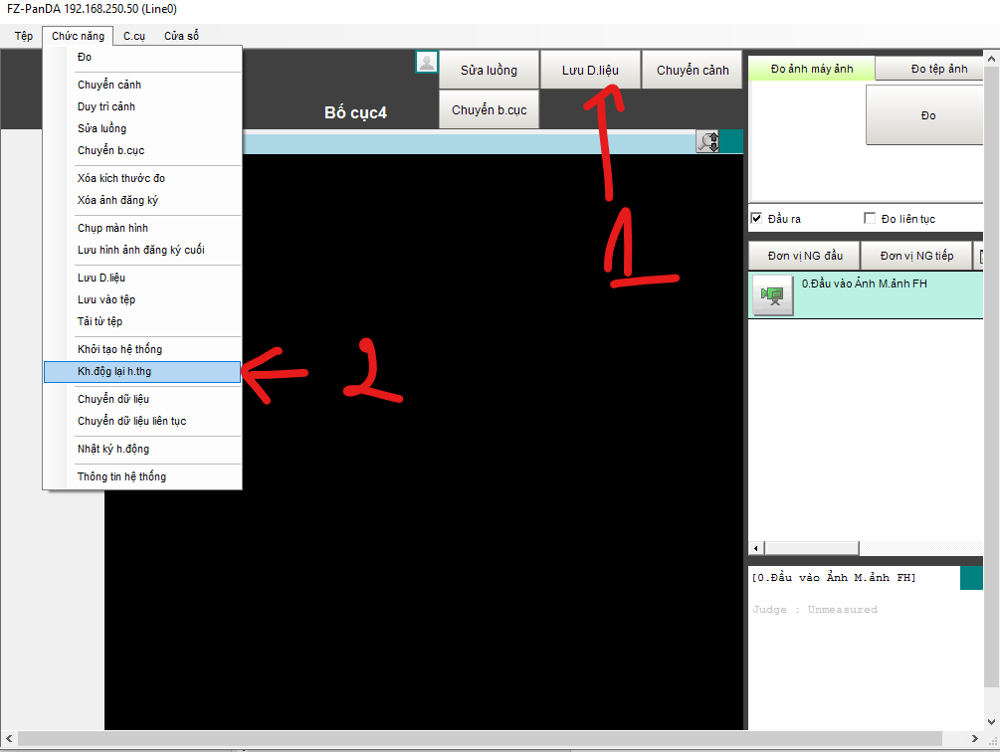 FZ-PanDA 192.168.250.50 (Line0)
Tệp Chức năng C.cụ Cửa sổ
Đo
Chuyển cảnh
Duy trì cảnh
Sửa luồng
Chuyển b.cục
Xóa kích thước đo
Xóa ảnh đăng ký
Chụp màn hình
Lưu hình ảnh đăng ký cuối
Lưu D.liệu
Lưu vào tệp
Tải từ tệp
Khởi tạo hệ thống
Kh.độg lại h.thg
Chuyển dữ liệu
Chuyển dữ liệu liên tục
Nhật ký h.động
Thông tin hệ thống
Bố cục4
Sửa luồng
Lưu D.liệu
Chuyển cảnh
Chuyển b.cục
1
2
Đo ảnh máy ảnh
Đo tệp ảnh
Đo
Đầu ra
Đo liên tục
Đơn vị NG đầu
Đơn vị NG tiếp
0.Đầu vào Ảnh M.ảnh FH
[0.Đầu vào Ảnh M.ảnh FH]
Judge : Unmeasured